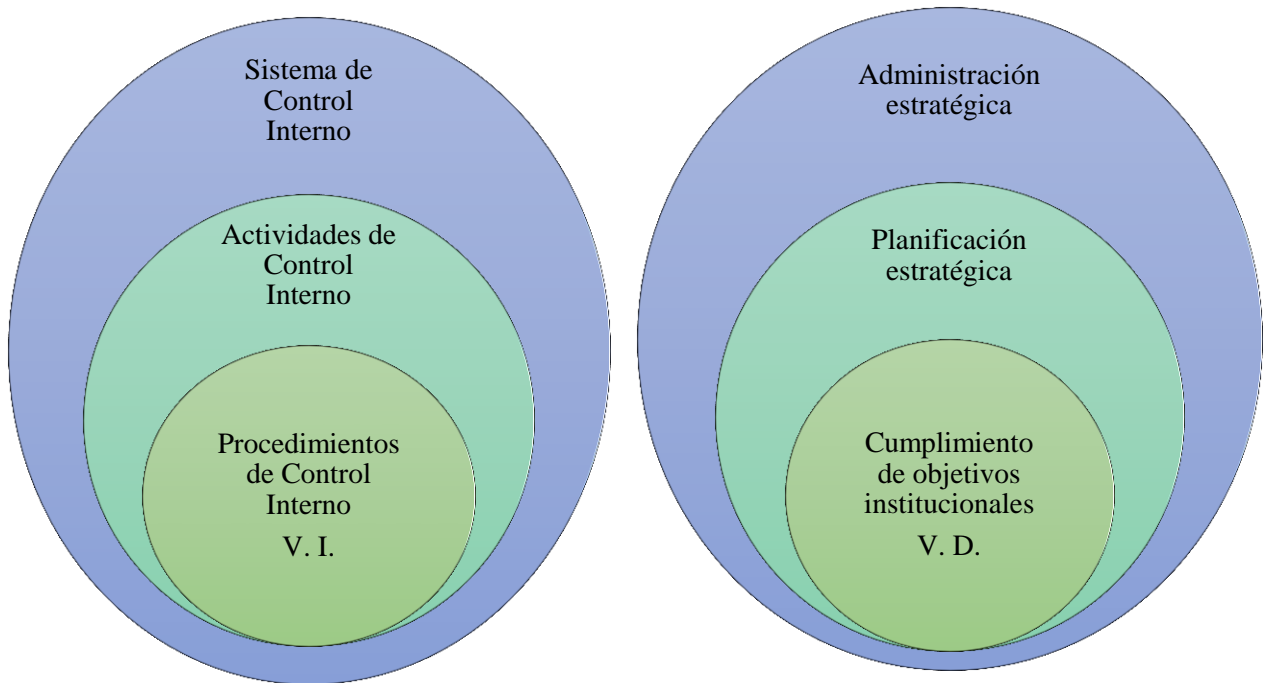 Sistema de
Control
Interno
Actividades de
Control
Interno
Procedimientos
de Control
Interno
V. I.
Administración
estratégica
Planificación
estratégica
Cumplimiento
de objetivos
institucionales
V. D.